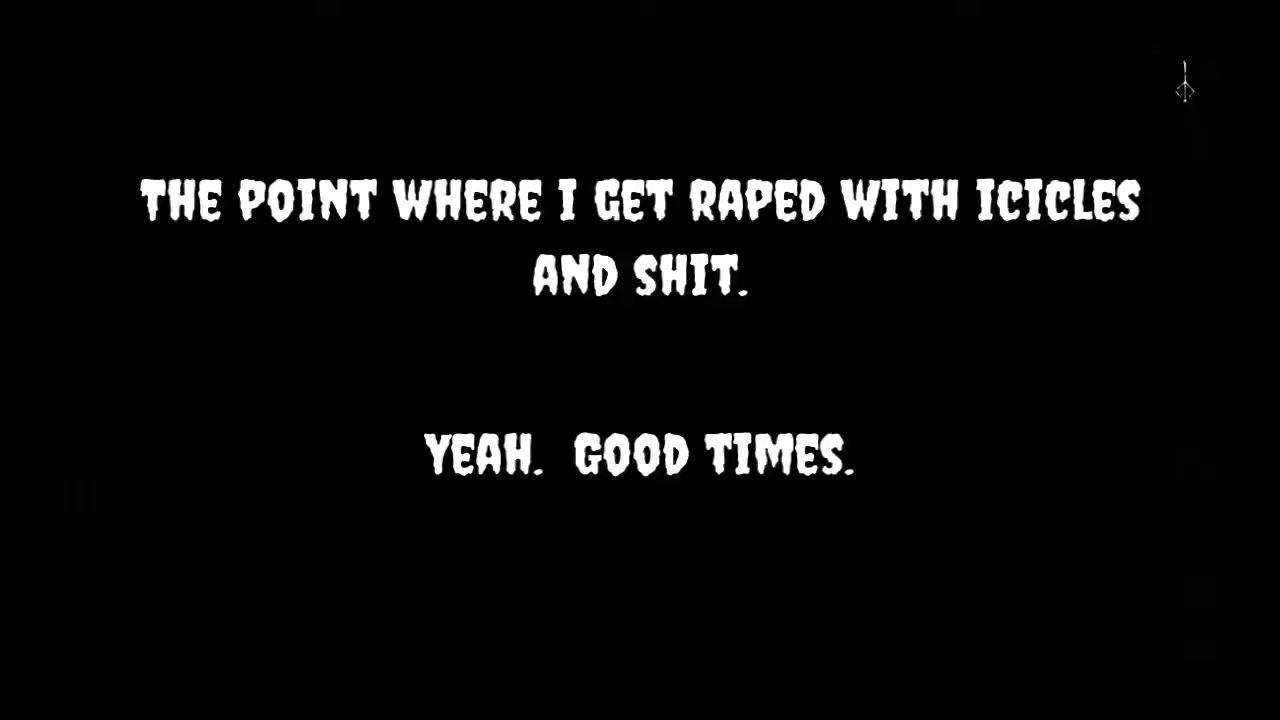 THE POINT WHERE I GET RAPED WITH ICICLES
AND SHIT.
YEAH. GOOD TIMES.